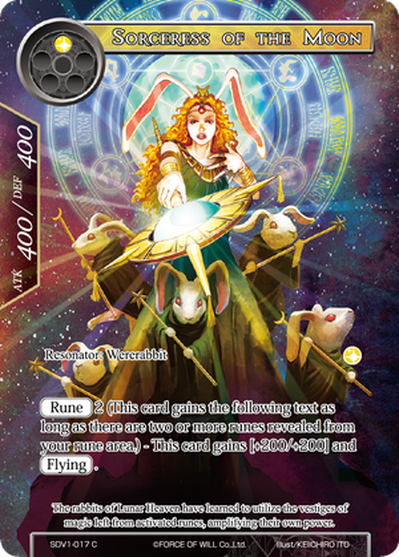 Sorceress of the Moon
ATK 400 / DEF 400
Resonator: Wererabbit
Rune 2 (This card gains the following text as
long as there are two or more runes revealed from
your rune area.) - This card gains [+200/+200] and
Flying .
The rabbits of Lunar Heaven have learned to utilize the vestiges of
magic left from activated runes, amplifying their own power.
SDV1-017 C ©FORCE OF WILL Co.,Ltd. Illust/KEIICHIRO ITO